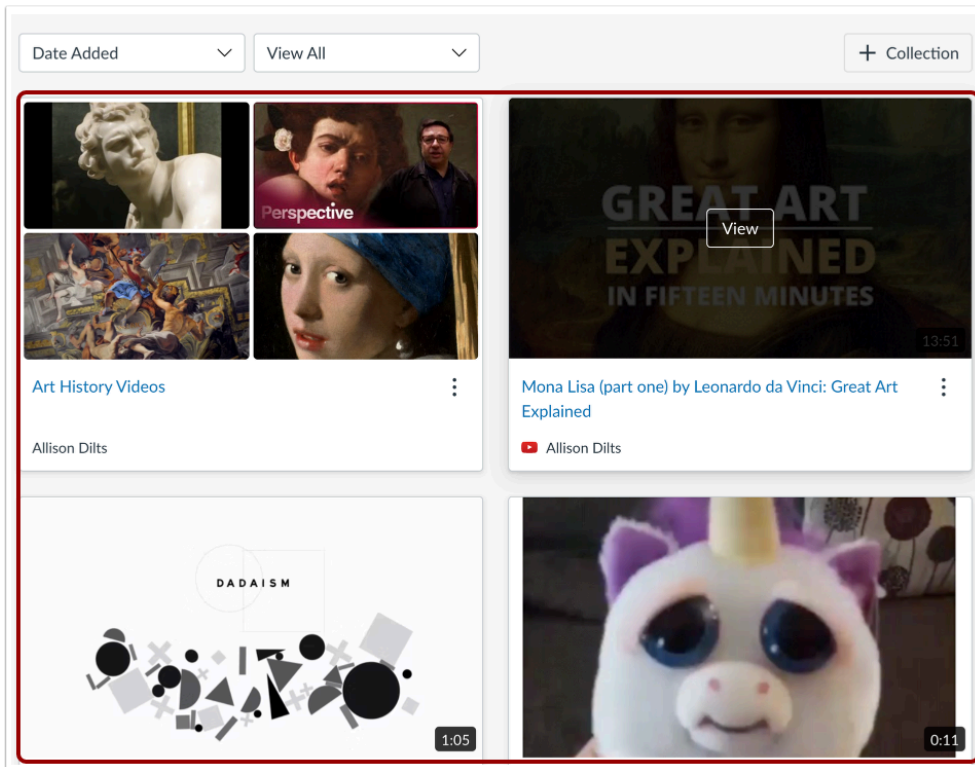 Date Added
View All
+ Collection
Perspective
GREAT ART
View
EXPLAINED
IN FIFTEEN MINUTES
13:51
Art History Videos
Allison Dilts
Mona Lisa (part one) by Leonardo da Vinci: Great Art
Explained
Allison Dilts
DADAISM
1:05
0:11